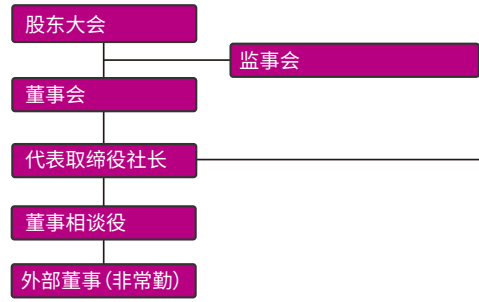 股东大会
监事会
董事会
代表取缔役社长
董事相谈役
外部董事（非常勤）